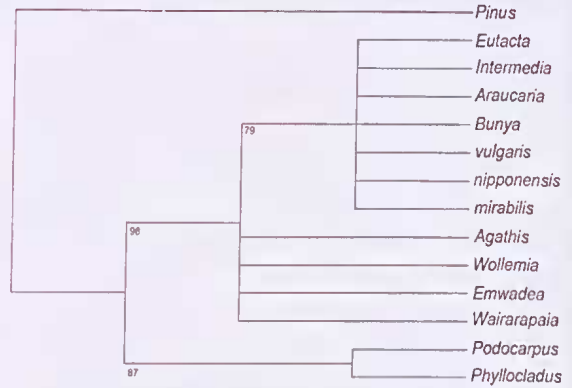 Pinus
Eutacta
Intermedia
Araucaria
79
Bunya
vulgaris
nipponensis
mirabilis
96
Agathis
Wollemia
Emwadea
Wairarapaia
Podocarpus
87
Phyllocladus